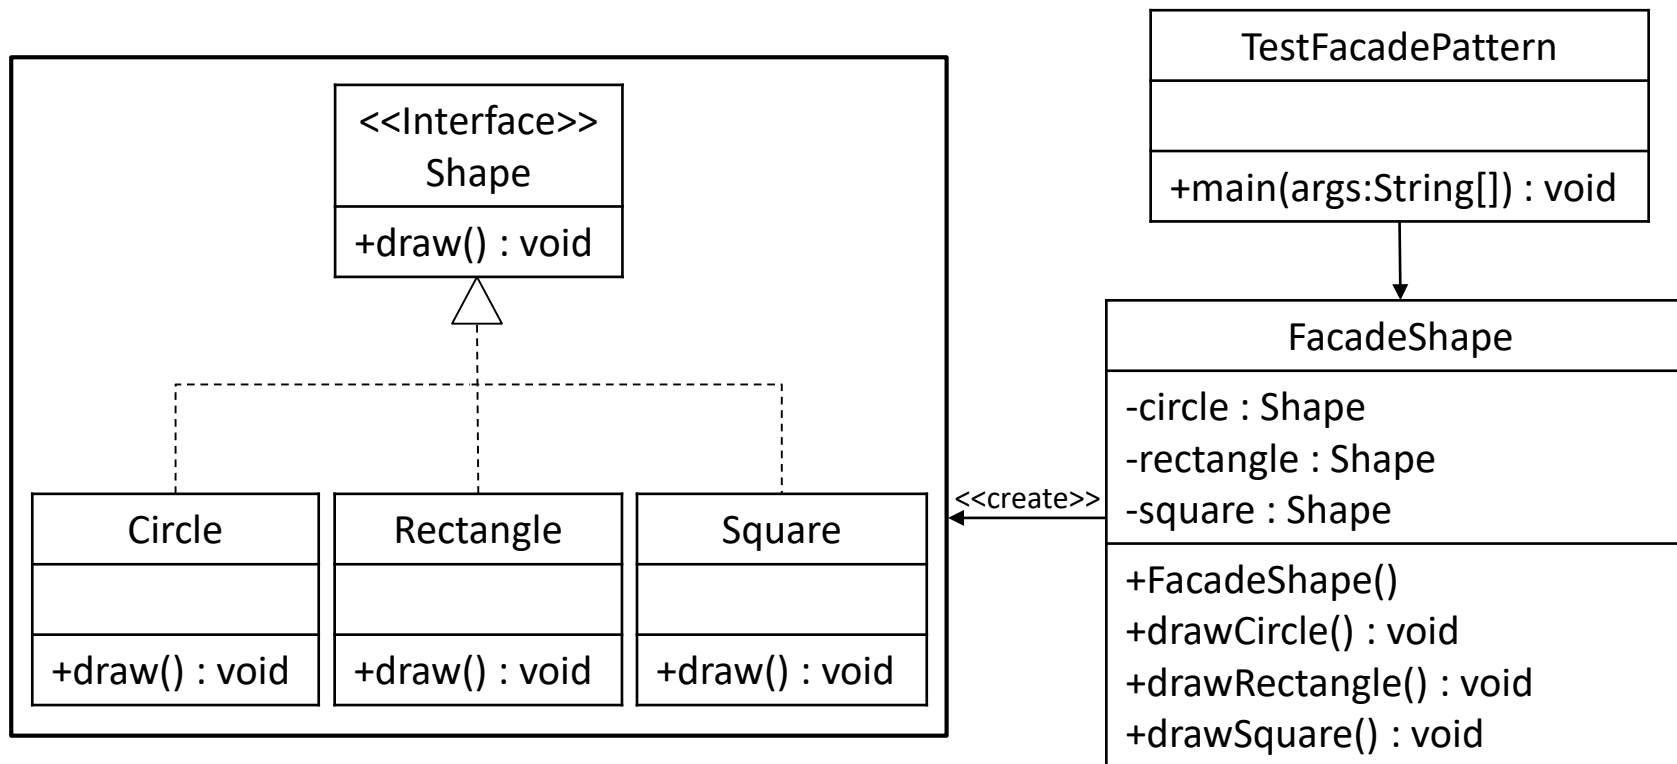 <<Interface>>
Shape
+draw() : void
Circle
+draw() : void
Rectangle
+draw() : void
Square
+draw() : void
<<create>>
TestFacadePattern
+main(args:String[]) : void
FacadeShape
-circle : Shape
-rectangle : Shape
-square : Shape
+FacadeShape()
+drawCircle() : void
+drawRectangle() : void
+drawSquare() : void